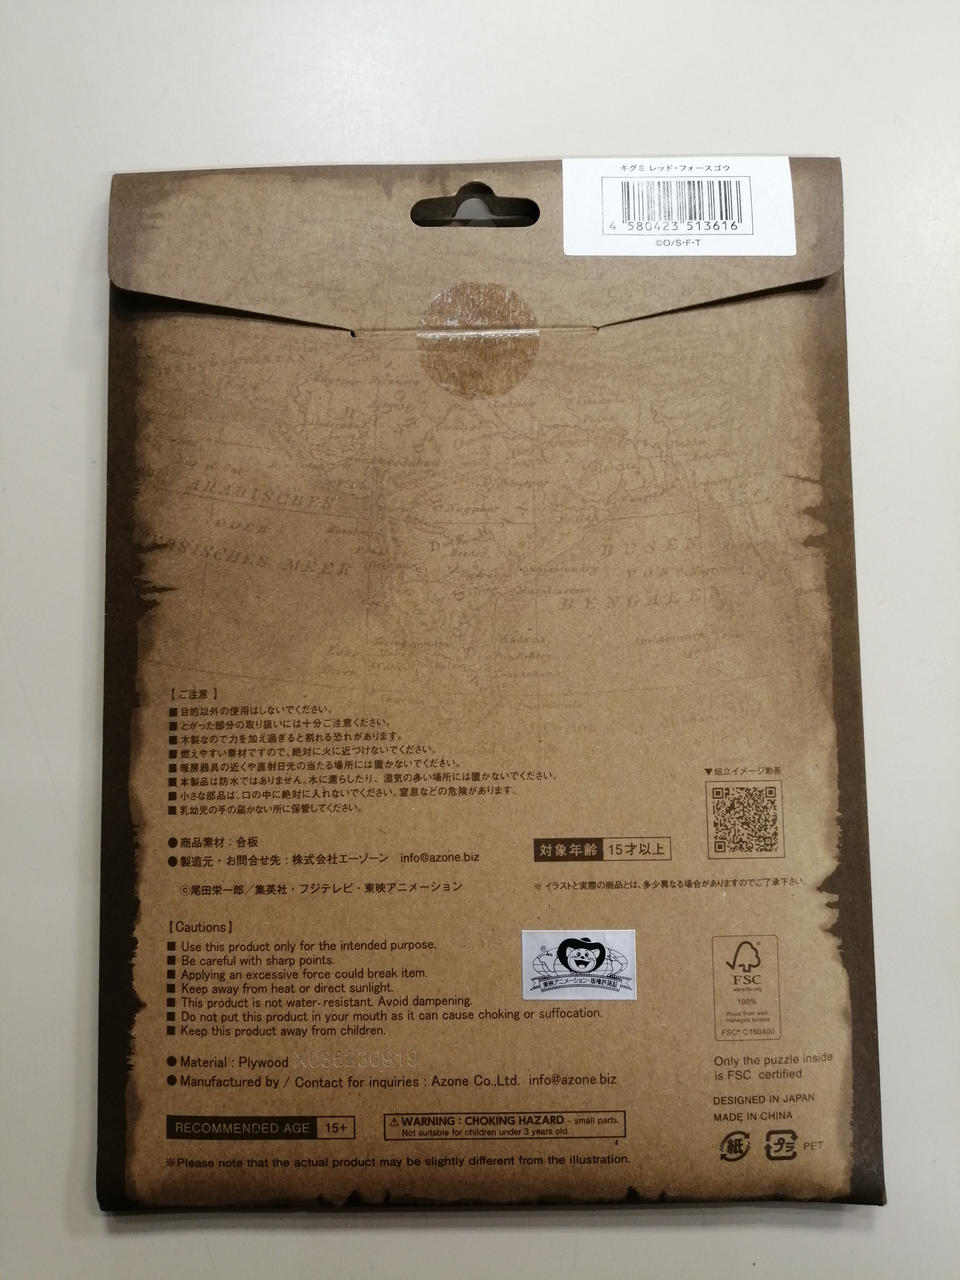 キグミ レッド・フォースゴウ
4 580423 513616
©O/S・F・T
ARABISCHES
ODER
MEER
BUSEN
VON
BENGALEN
【ご注意】
■目的以外の使用はしないでください。
■とがった部分の取り扱いには十分ご注意ください。
■木製なので力を加え過ぎると割れる恐れがあります。
■燃えやすい素材ですので、絶対に火に近づけないでください。
■暖房器具の近くや直射日光の当たる場所には置かないでください。
■本製品は防水ではありません。水に濡らしたり、湿気の多い場所には置かないでください。
■小さな部品は、口の中に絶対に入れないでください。窒息などの危険があります。
■乳幼児の手の届かない所に保管してください。
▼組立イメージ動画
●商品素材：合板
●製造元・お問合せ先：株式会社エーゾーン info@azone.biz
対象年齢 15才以上
©尾田栄一郎／集英社・フジテレビ・東映アニメーション
※イラストと実際の商品とは、多少異なる場合がありますのでご了承下さい。
【Cautions】
■ Use this product only for the intended purpose.
■ Be careful with sharp points.
■ Applying an excessive force could break item.
■ Keep away from heat or direct sunlight.
■ This product is not water-resistant. Avoid dampening.
■ Do not put this product in your mouth as it can cause choking or suffocation.
■ Keep this product away from children.
東映アニメーション・版権許諾証
FSC
www.fsc.org
100%
Wood from well-
managed forests
FSC® C160400
● Material : Plywood
● Manufactured by / Contact for inquiries : Azone Co.,Ltd. info@azone.biz
Only the puzzle inside
is FSC certified
DESIGNED IN JAPAN
MADE IN CHINA
RECOMMENDED AGE 15+
⚠WARNING : CHOKING HAZARD - small parts.
Not suitable for children under 3 years old.
紙 プラ PET
※Please note that the actual product may be slightly different from the illustration.